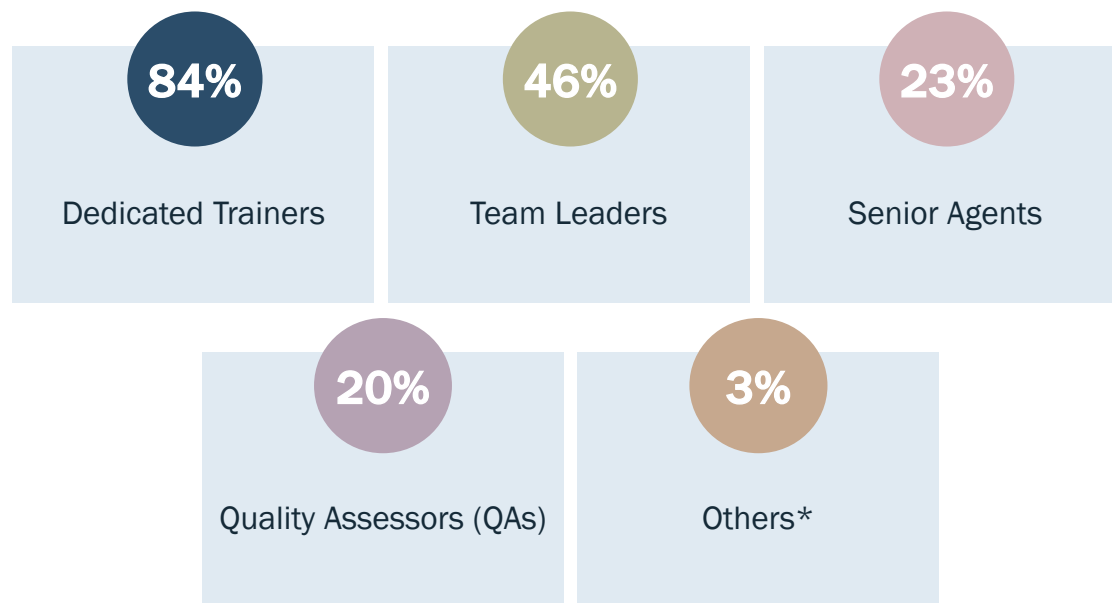 84%
46%
23%
Dedicated Trainers
Team Leaders
Senior Agents
20%
3%
Quality Assessors (QAs)
Others*